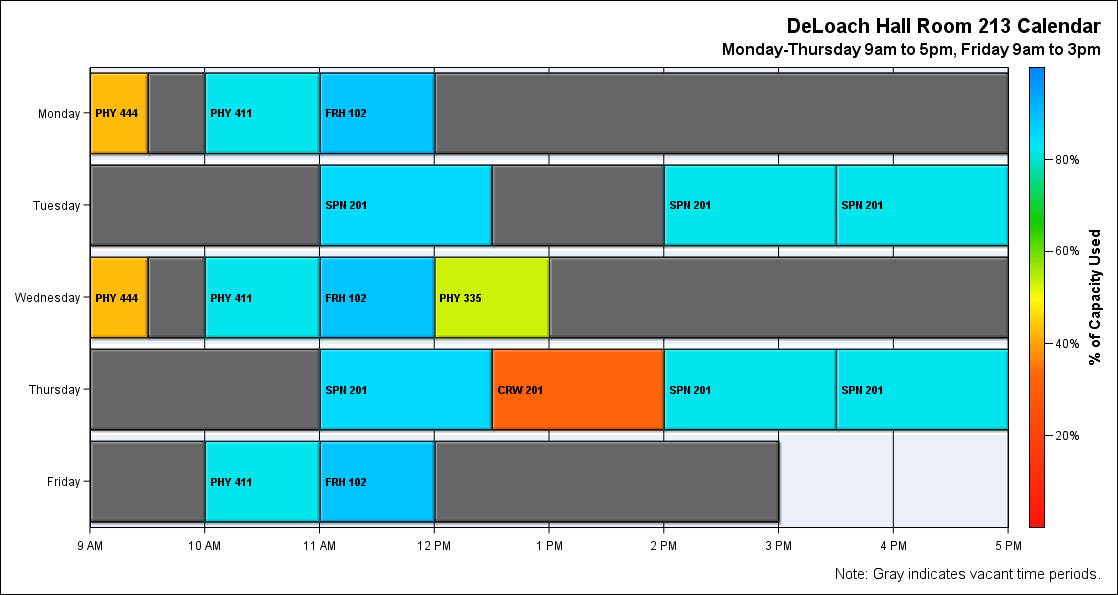 DeLoach Hall Room 213 Calendar
Monday-Thursday 9am to 5pm, Friday 9am to 3pm
Monday
PHY 444
PHY 411
FRH 102
Tuesday
SPN 201
SPN 201
SPN 201
Wednesday
PHY 444
PHY 411
FRH 102
PHY 335
Thursday
SPN 201
CRW 201
SPN 201
SPN 201
Friday
PHY 411
FRH 102
9 AM
10 AM
11 AM
12 PM
1 PM
2 PM
3 PM
4 PM
5 PM
80%
60%
40%
20%
% of Capacity Used
Note: Gray indicates vacant time periods.